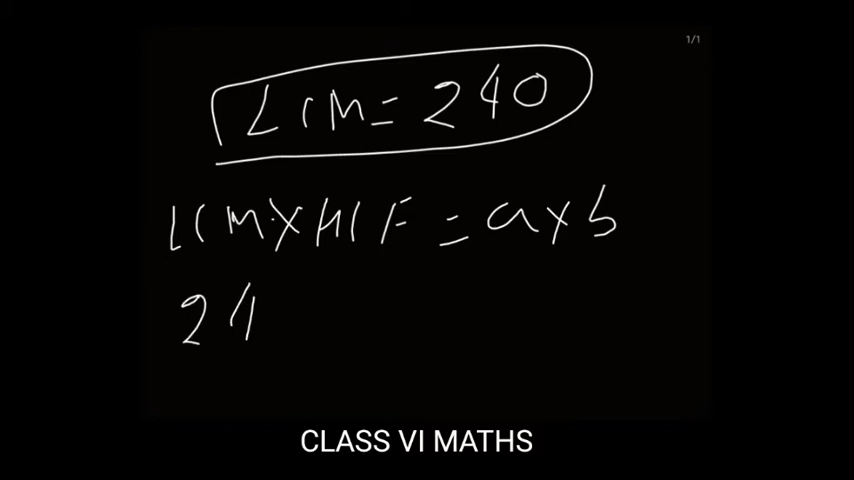 1/1
LCM = 240
LCM X HCF = a x b
24
CLASS VI MATHS